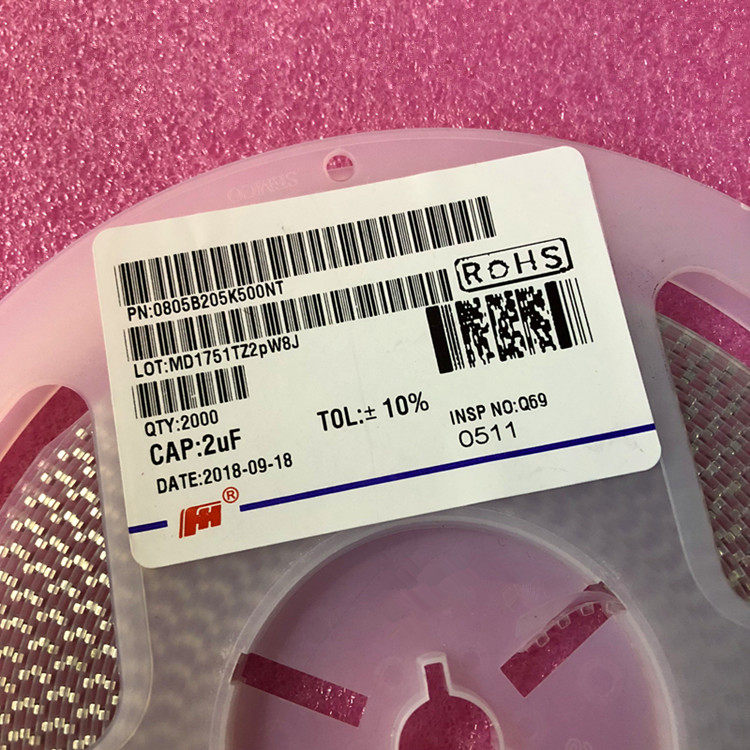 PN:0805B205K500NT
ROHS
LOT:MD1751TZ2pW8J
QTY:2000
CAP:2uF
TOL:± 10%
INSP NO:Q69
0511
DATE:2018-09-18
FH®